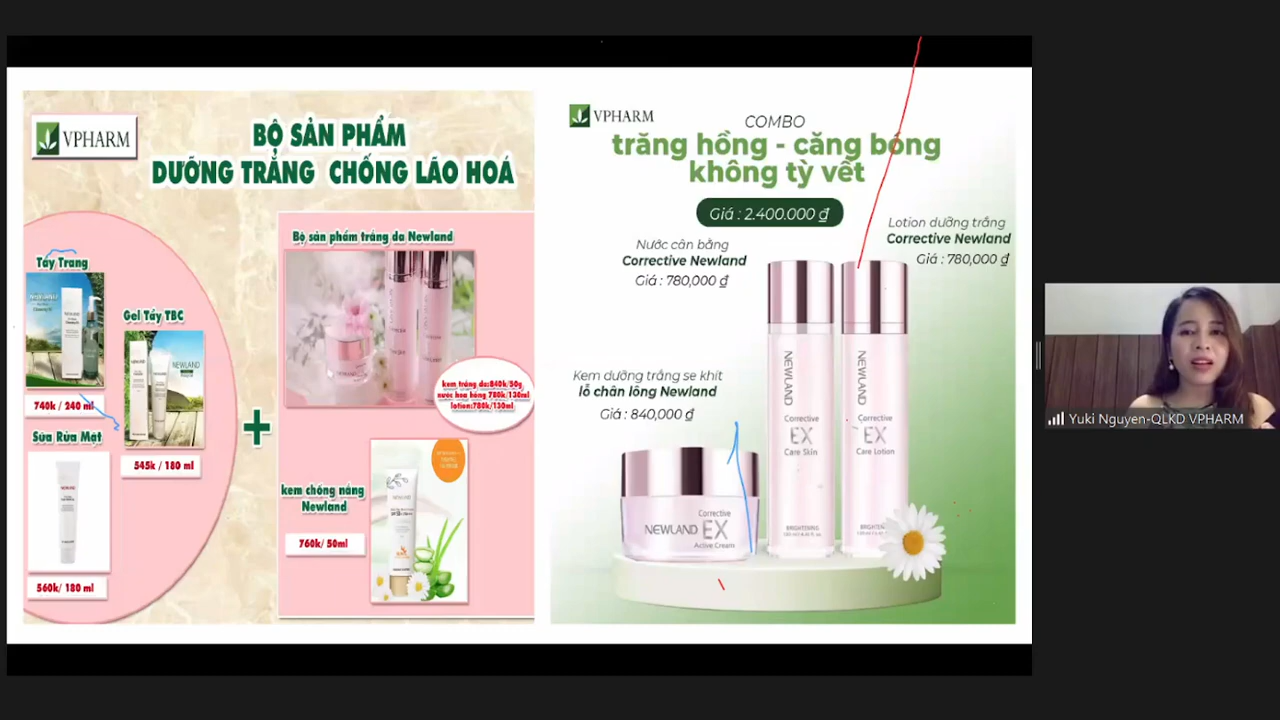 VPHARM
BỘ SẢN PHẨM
DƯỠNG TRẮNG CHỐNG LÃO HOÁ
Tẩy Trang
740k / 240 ml
Gel Tẩy TBC
NEWLAND
545k / 180 ml
Sữa Rửa Mặt
560k/ 180 ml
Bộ sản phẩm trắng da Newland
kem trắng da:840k/50g
nước hoa hồng 780k/130ml
lotion:780k/130ml
kem chống nắng
Newland
760k/ 50ml
VPHARM
COMBO
trắng hồng - căng bóng
không tỳ vết
Giá : 2.400.000 ₫
Nước cân bằng
Corrective Newland
Giá : 780,000 ₫
Lotion dưỡng trắng
Corrective Newland
Giá : 780,000 ₫
Kem dưỡng trắng se khít
lỗ chân lông Newland
Giá : 840,000 ₫
NEWLAND
Corrective
EX
Care Skin
BRIGHTENING
NEWLAND
Corrective
EX
Care Lotion
Corrective
NEWLAND EX
Active Cream
Yuki Nguyen-QLKD VPHARM